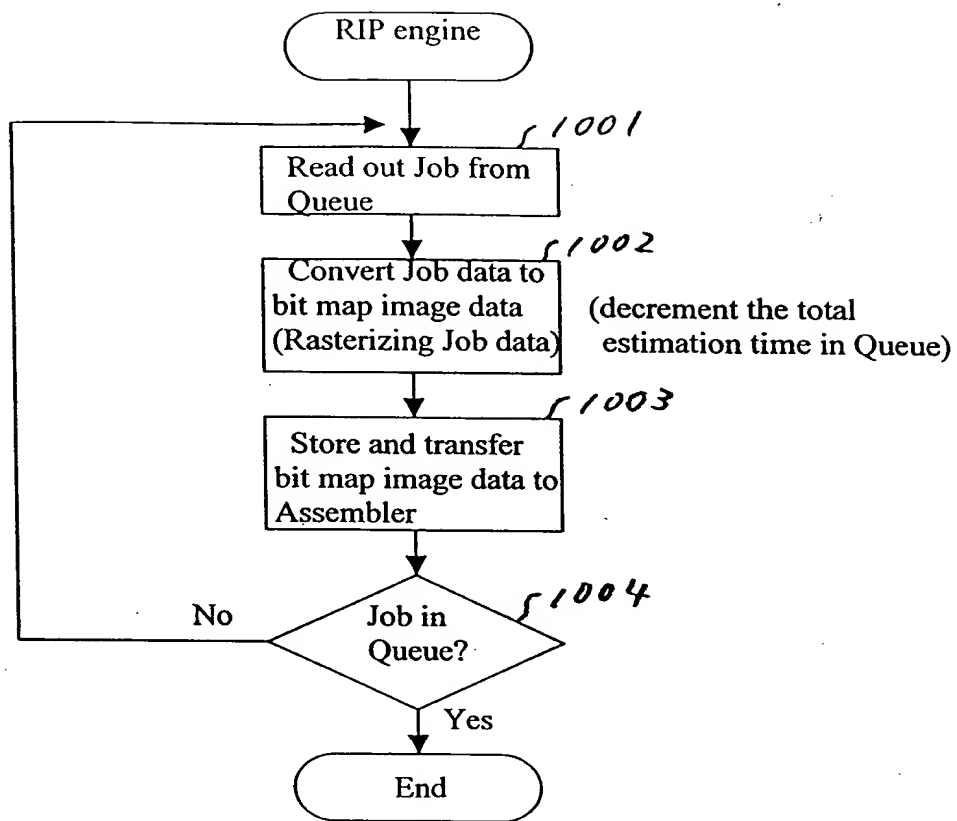 RIP engine
1001
Read out Job from
Queue
1002
Convert Job data to
bit map image data
(Rasterizing Job data)
(decrement the total
estimation time in Queue)
1003
Store and transfer
bit map image data to
Assembler
1004
No
Job in
Queue?
Yes
End